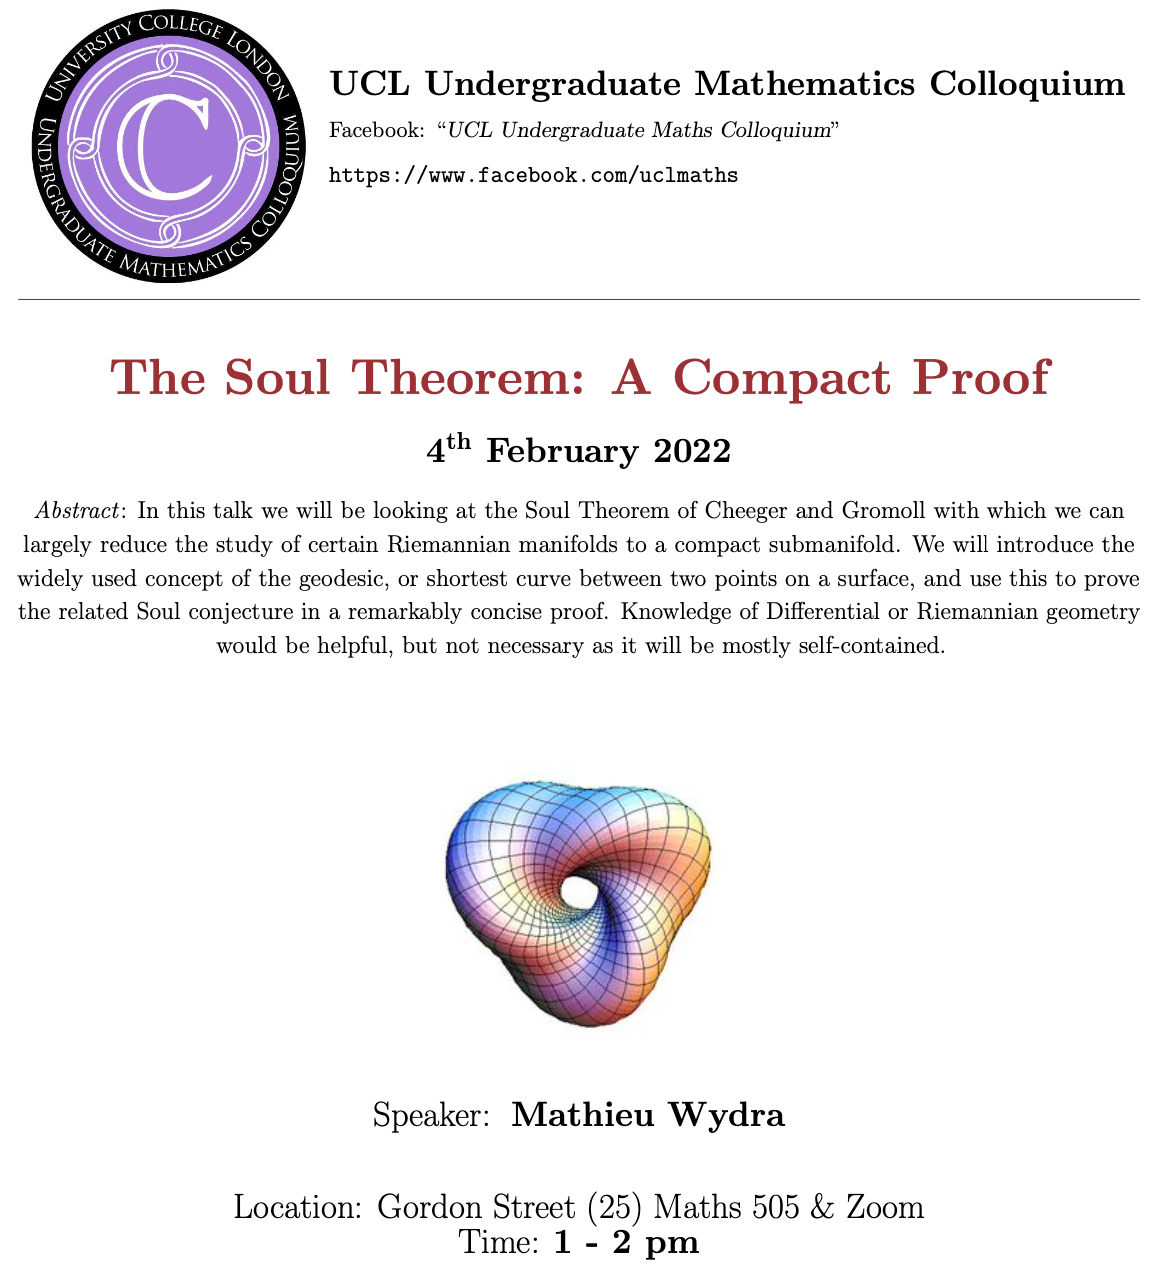 UNIVERSITY COLLEGE LONDON
UNDERGRADUATE MATHEMATICS COLLOQUIUM
C
UCL Undergraduate Mathematics Colloquium
Facebook: “UCL Undergraduate Maths Colloquium”
https://www.facebook.com/uclmaths
The Soul Theorem: A Compact Proof
4th February 2022
Abstract: In this talk we will be looking at the Soul Theorem of Cheeger and Gromoll with which we can
largely reduce the study of certain Riemannian manifolds to a compact submanifold. We will introduce the
widely used concept of the geodesic, or shortest curve between two points on a surface, and use this to prove
the related Soul conjecture in a remarkably concise proof. Knowledge of Differential or Riemannian geometry
would be helpful, but not necessary as it will be mostly self-contained.
Speaker: Mathieu Wydra
Location: Gordon Street (25) Maths 505 & Zoom
Time: 1 - 2 pm